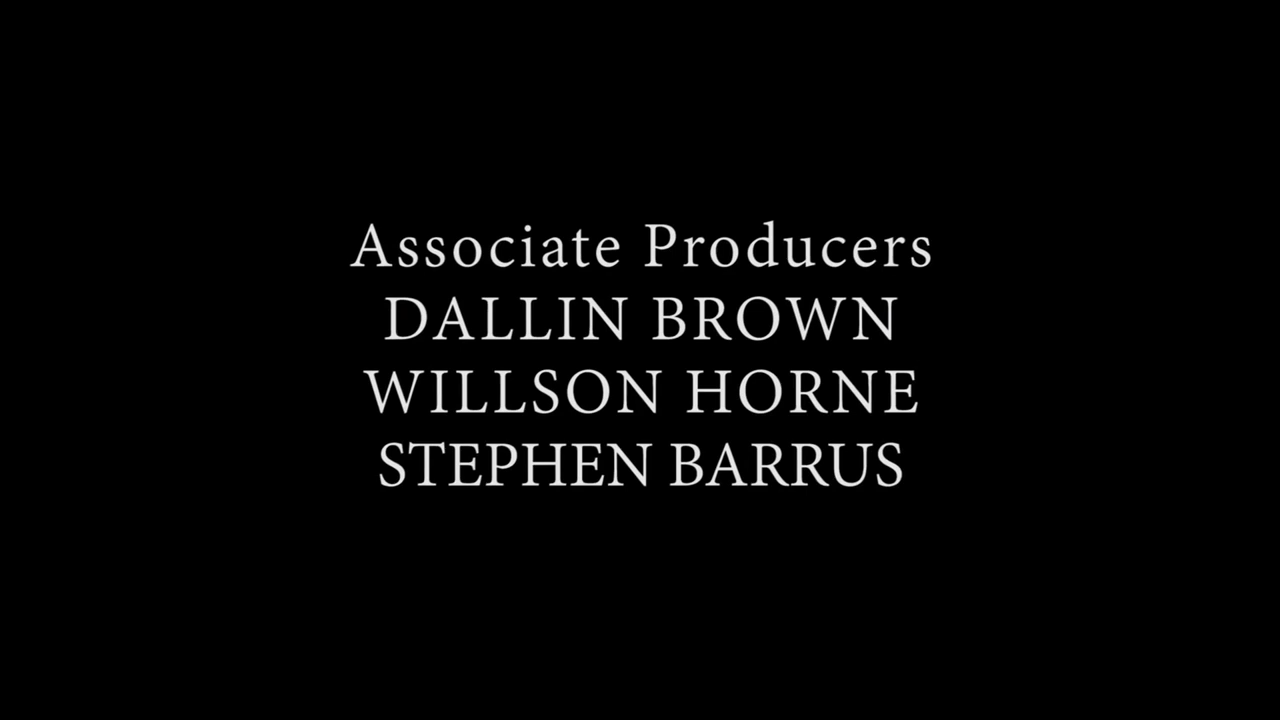 Associate Producers
DALLIN BROWN
WILLSON HORNE
STEPHEN BARRUS